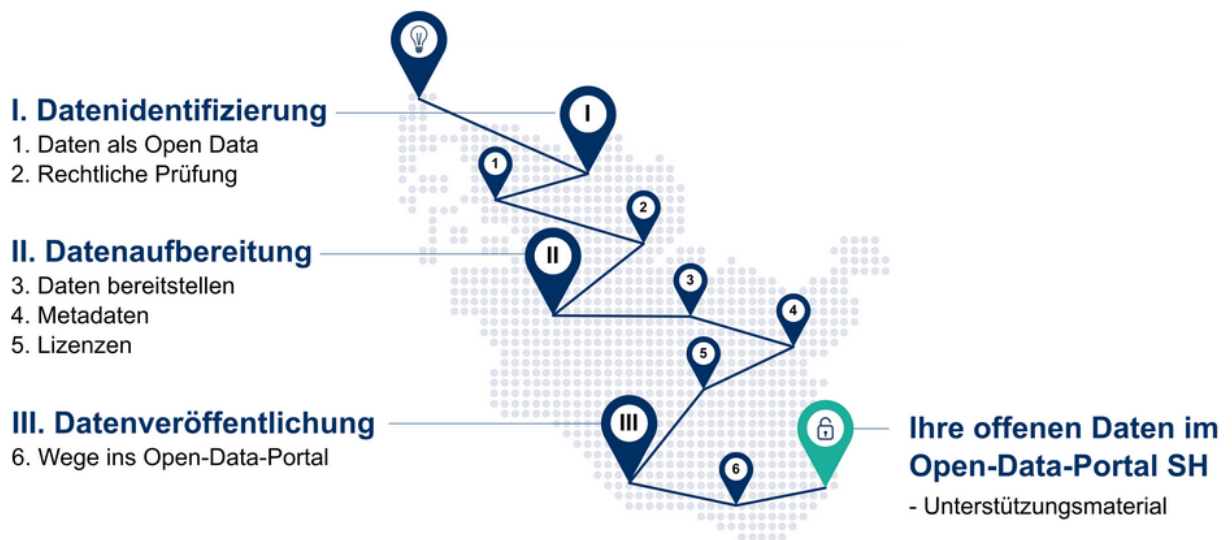 I. Datenidentifizierung
1. Daten als Open Data
2. Rechtliche Prüfung
II. Datenaufbereitung
3. Daten bereitstellen
4. Metadaten
5. Lizenzen
III. Datenveröffentlichung
6. Wege ins Open-Data-Portal
I
1
2
II
3
4
5
III
6
Ihre offenen Daten im
Open-Data-Portal SH
- Unterstützungsmaterial